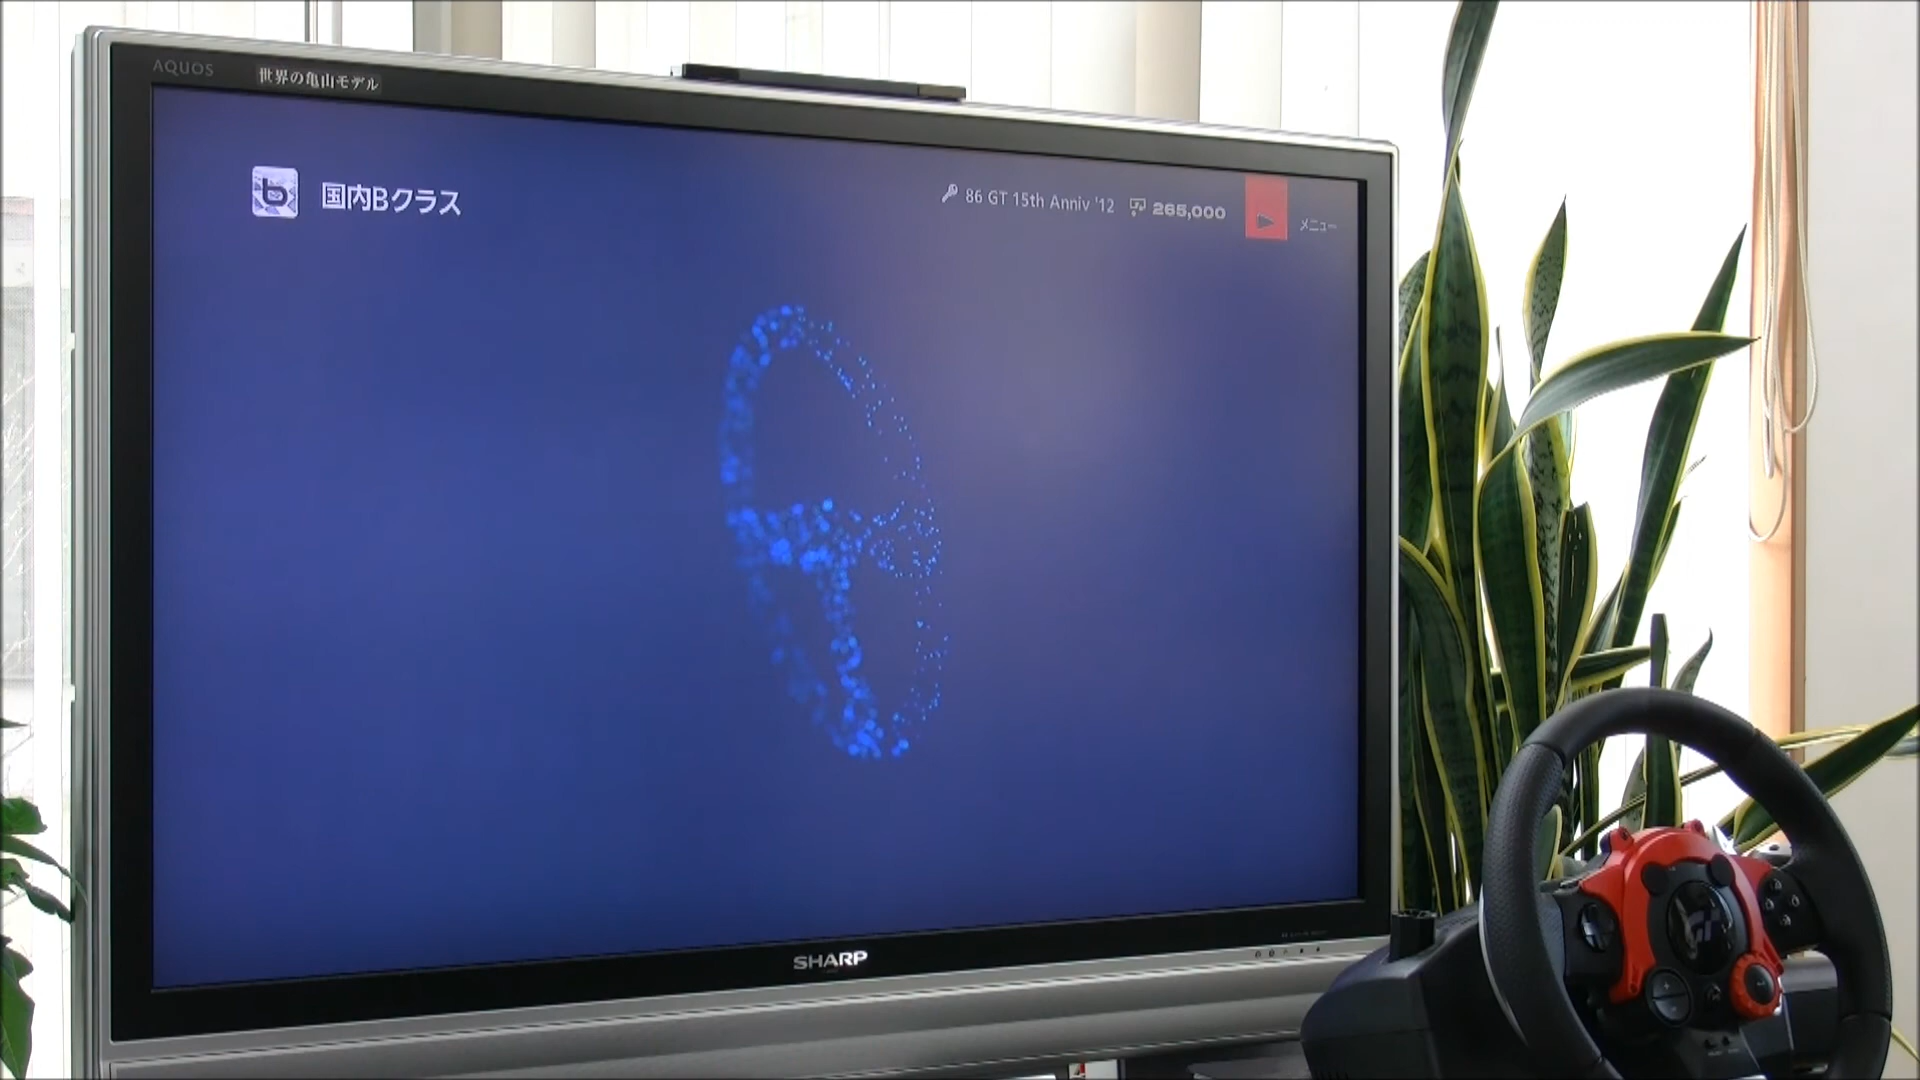 AQUOS
世界の亀山モデル
b 国内Bクラス
86 GT 15th Anniv '12
265,000
メニュー
SHARP
GT